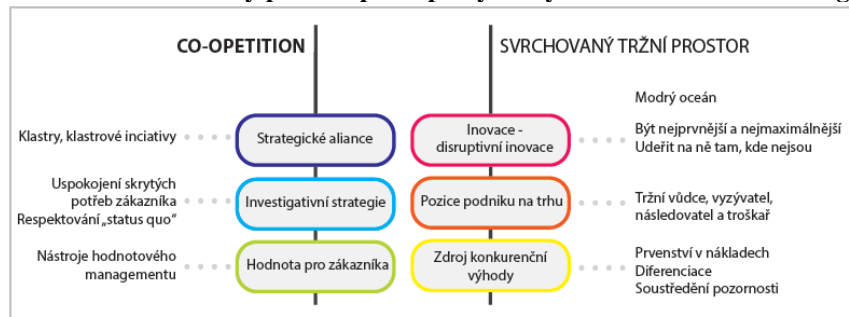 CO-OPETITION
SVRCHOVANÝ TRŽNÍ PROSTOR
Klastry, klastrové inciativy
Strategické aliance
Inovace -
disruptivní inovace
Modrý oceán
Být nejprvnější a nejmaximálnější
Udeřit na ně tam, kde nejsou
Uspokojení skrytých
potřeb zákazníka
Respektování „status quo“
Investigativní strategie
Pozice podniku na trhu
Tržní vůdce, vyzývatel,
následovatel a troškař
Nástroje hodnotového
managementu
Hodnota pro zákazníka
Zdroj konkurenční
výhody
Prvenství v nákladech
Diferenciace
Soustředění pozornosti